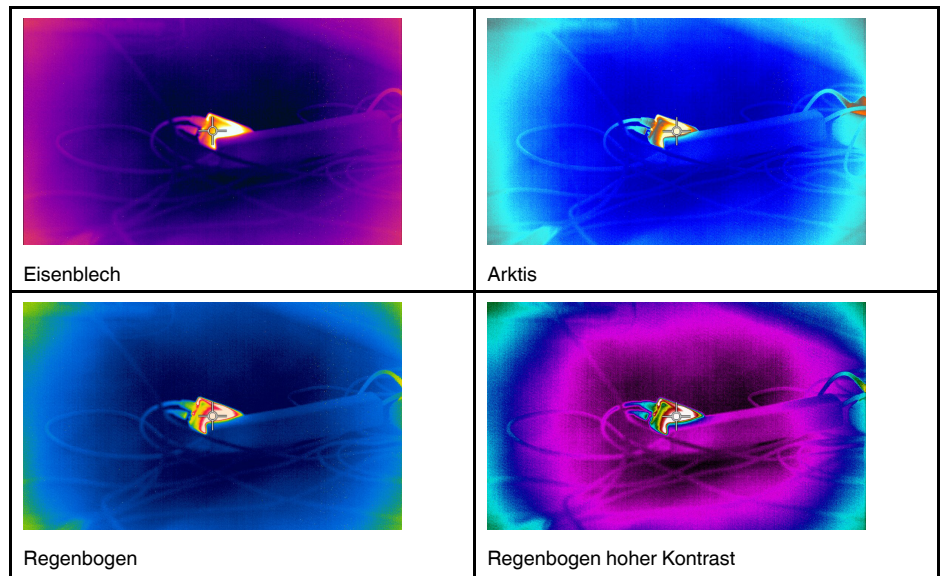 Eisenblech
Arktis
Regenbogen
Regenbogen hoher Kontrast